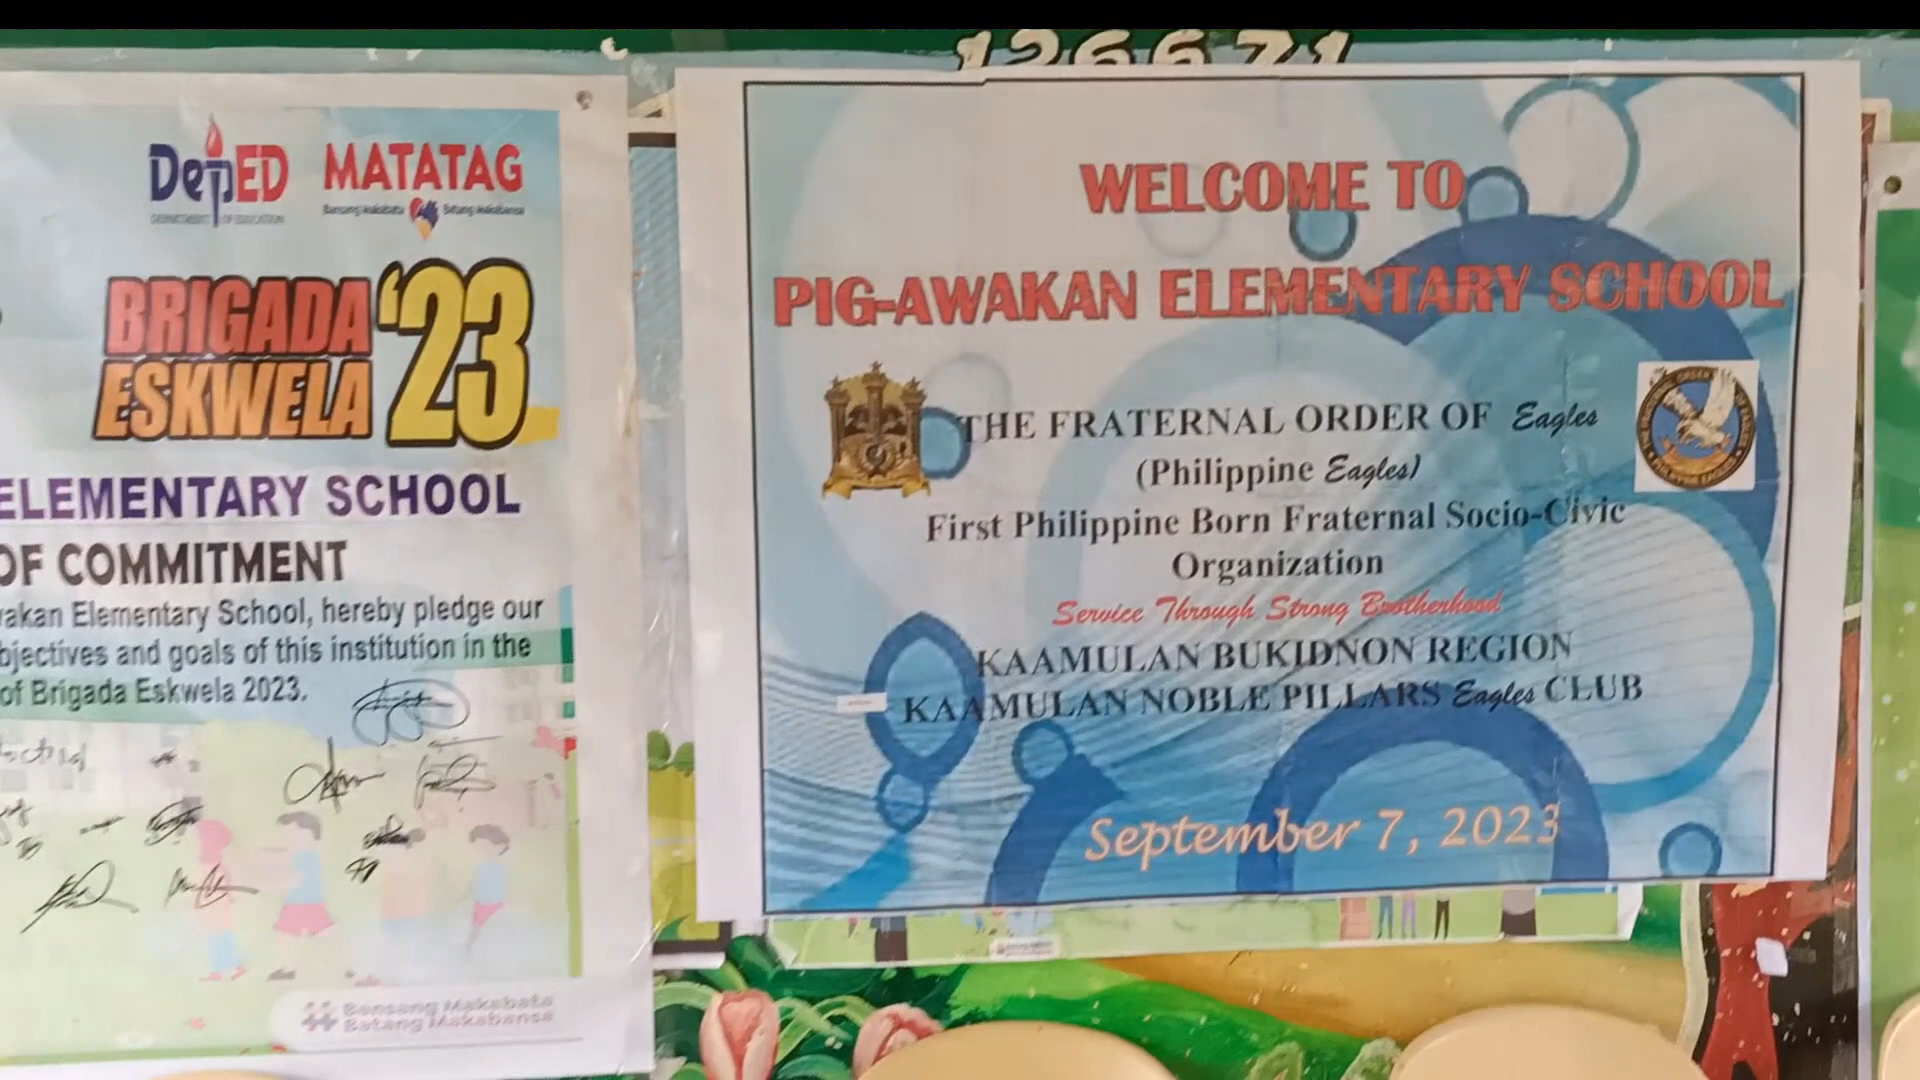 126671
DepED
DEPARTMENT OF EDUCATION
MATATAG
Bansang Makabata
Batang Makabansa
BRIGADA
ESKWELA
'23
ELEMENTARY SCHOOL
OF COMMITMENT
Elementary School, hereby pledge our
and goals of this institution in the
of Brigada Eskwela 2023.
Bansang Makabata
Batang Makabansa
WELCOME TO
PIG-AWAKAN ELEMENTARY SCHOOL
THE FRATERNAL ORDER OF Eagles
(Philippine Eagles)
First Philippine Born Fraternal Socio-Civic
Organization
Service Through Strong Brotherhood
KAAMULAN BUKIDNON REGION
KAAMULAN NOBLE PILLARS Eagles CLUB
September 7, 2023